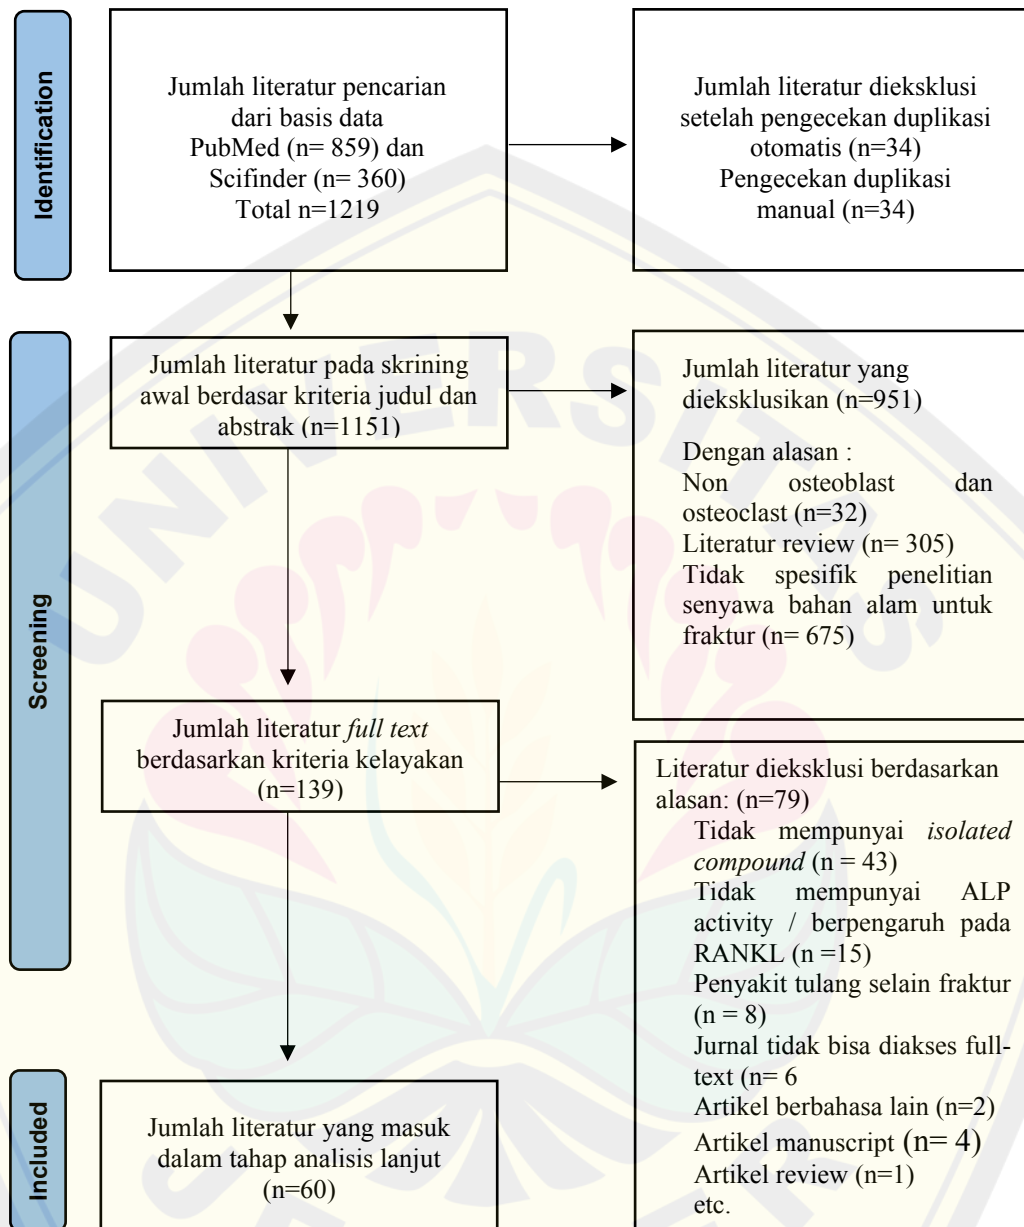 Identification
Jumlah literatur pencarian
dari basis data
PubMed (n= 859) dan
Scifinder (n= 360)
Total n=1219
Jumlah literatur dieksklusi
setelah pengecekan duplikasi
otomatis (n=34)
Pengecekan duplikasi
manual (n=34)
Screening
Jumlah literatur pada skrining
awal berdasar kriteria judul dan
abstrak (n=1151)
Jumlah literatur yang
dieksklusikan (n=951)
Dengan alasan :
Non osteoblast dan
osteoclast (n=32)
Literatur review (n= 305)
Tidak spesifik penelitian
senyawa bahan alam untuk
fraktur (n= 675)
Jumlah literatur full text
berdasarkan kriteria kelayakan
(n=139)
Literatur dieksklusi berdasarkan
alasan: (n=79)
Tidak mempunyai isolated
compound (n = 43)
Tidak mempunyai ALP
activity / berpengaruh pada
RANKL (n =15)
Penyakit tulang selain fraktur
(n = 8)
Jurnal tidak bisa diakses full-
text (n= 6
Artikel berbahasa lain (n=2)
Artikel manuscript (n= 4)
Artikel review (n=1)
etc.
Included
Jumlah literatur yang masuk
dalam tahap analisis lanjut
(n=60)
UNIVERSITAS